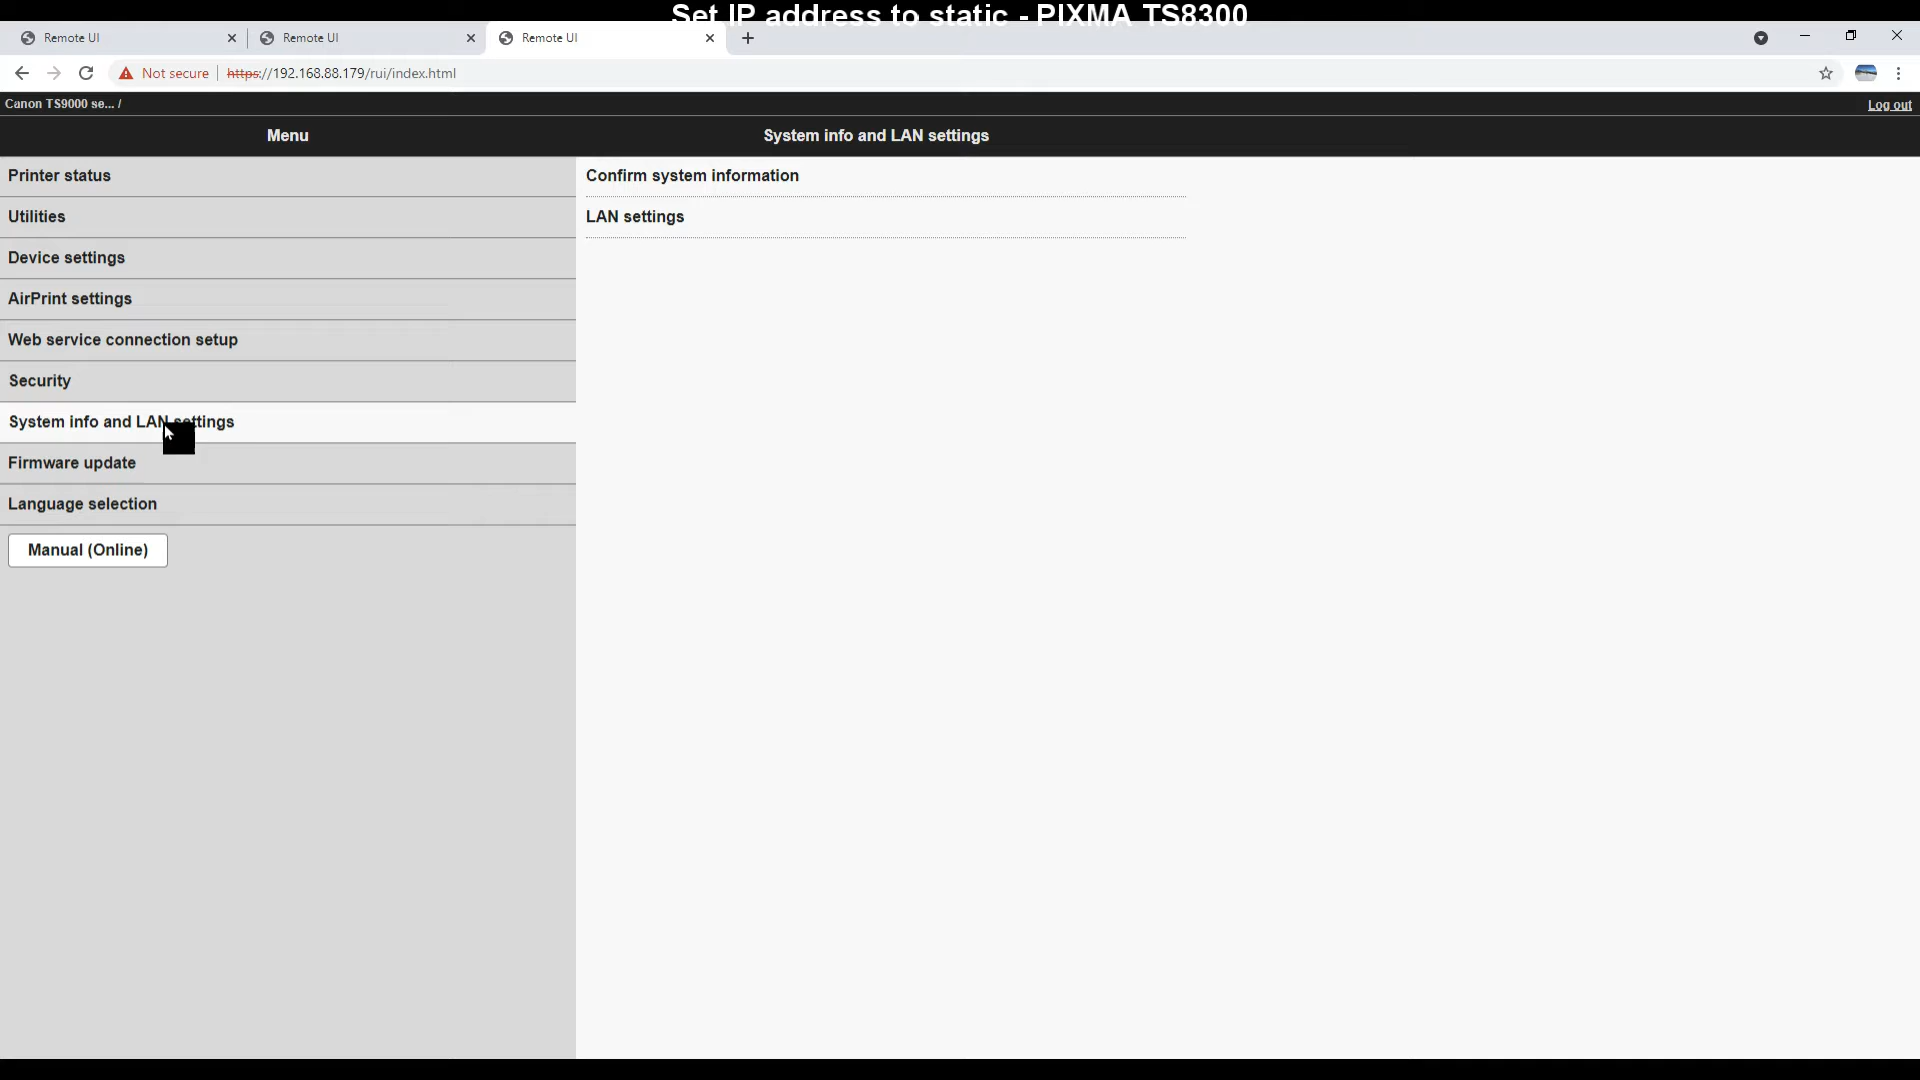 Set IP address to static - PIXMA TS8300
Remote UI
Remote UI
Remote UI
Not secure
https://192.168.88.179/rui/index.html
Canon TS9000 se... /
Log out
Menu
System info and LAN settings
Printer status
Utilities
Device settings
AirPrint settings
Web service connection setup
Security
System info and LAN settings
Firmware update
Language selection
Manual (Online)
Confirm system information
LAN settings